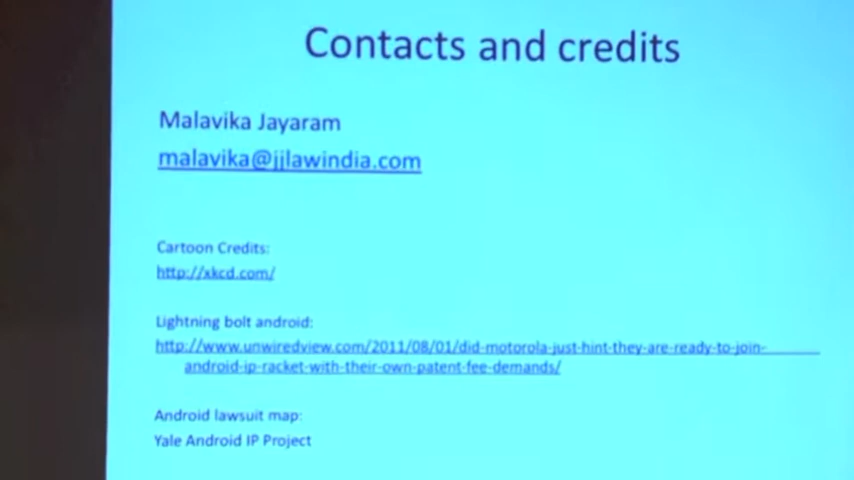 Contacts and credits
Malavika Jayaram
malavika@jjlawindia.com
Cartoon Credits:
http://xkcd.com/
Lightning bolt android:
http://www.unwiredview.com/2011/08/01/did-motorola-just-hint-they-are-ready-to-join-
android-ip-racket-with-their-own-patent-fee-demands/
Android lawsuit map:
Yale Android IP Project